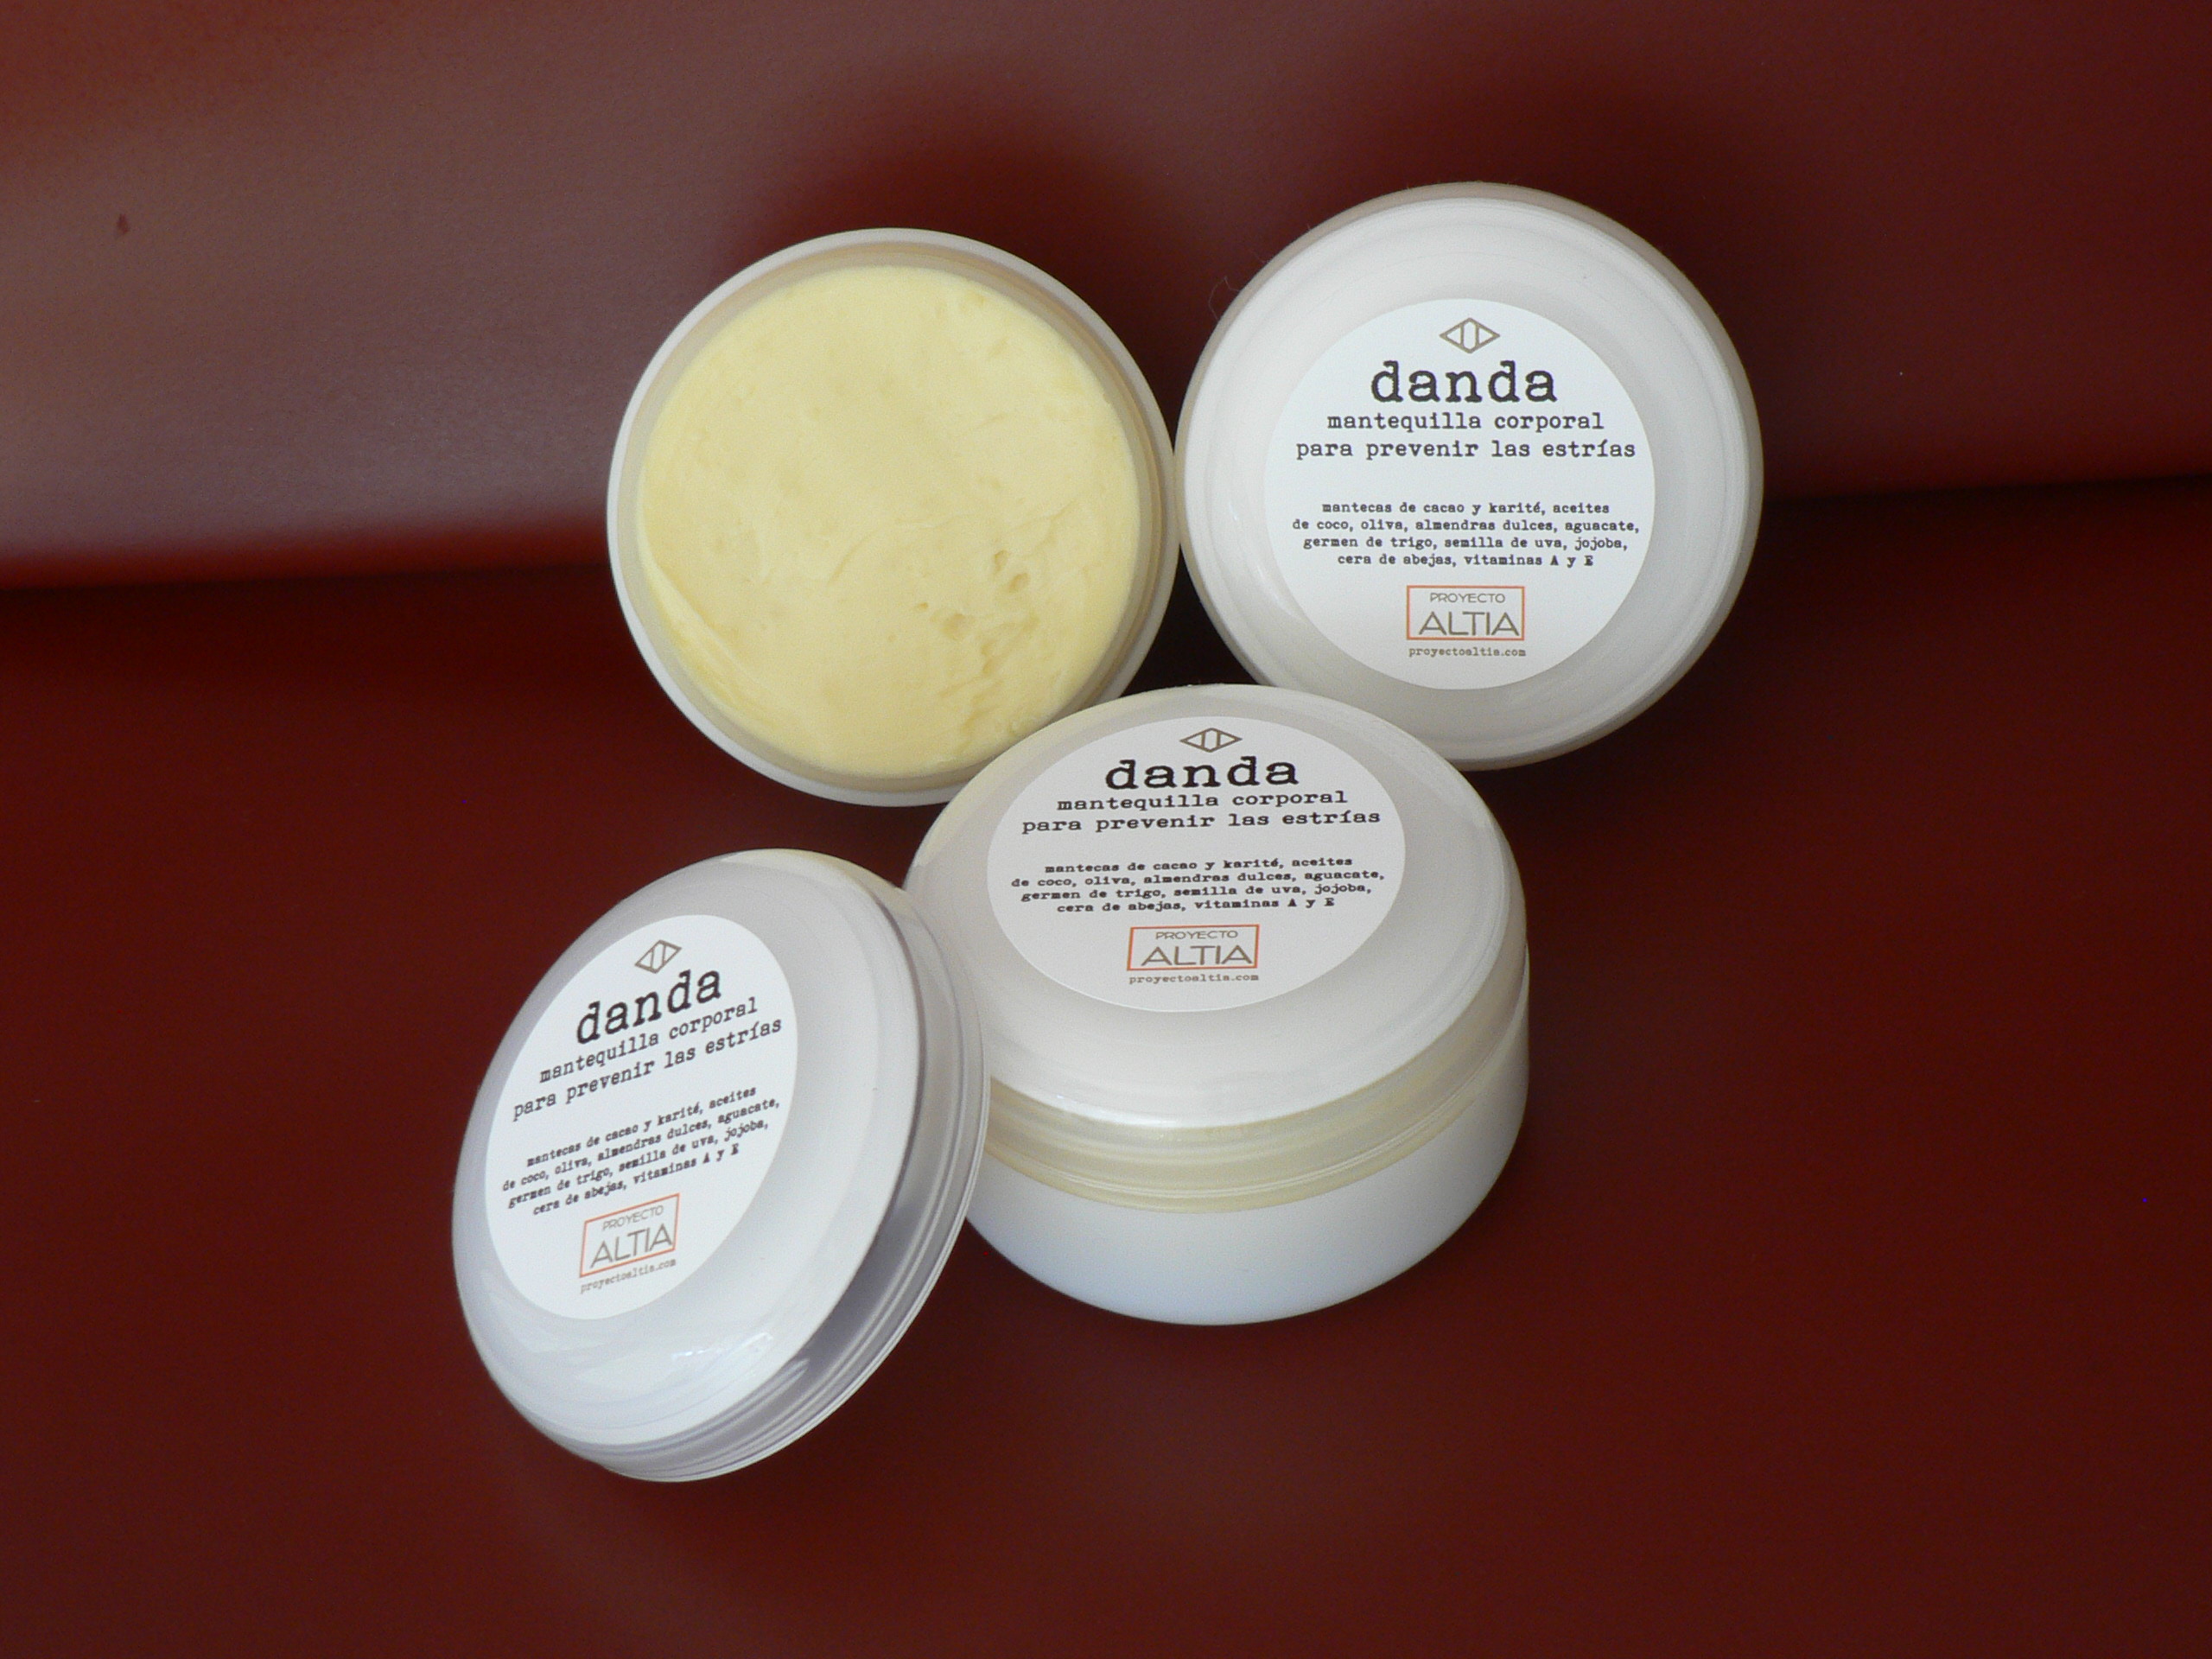 danda
mantequilla corporal
para prevenir las estrías
mantecas de cacao y karité, aceites
de coco, oliva, almendras dulces, aguacate,
germen de trigo, semilla de uva, jojoba,
cera de abejas, vitaminas A y E
PROYECTO
ALTIA
proyectoaltia.com
danda
mantequilla corporal
para prevenir las estrías
mantecas de cacao y karité, aceites
de coco, oliva, almendras dulces, aguacate,
germen de trigo, semilla de uva, jojoba,
cera de abejas, vitaminas A y E
PROYECTO
ALTIA
proyectoaltia.com
danda
mantequilla corporal
para prevenir las estrías
mantecas de cacao y karité, aceites
de coco, oliva, almendras dulces, aguacate,
germen de trigo, semilla de uva, jojoba,
cera de abejas, vitaminas A y E
PROYECTO
ALTIA
proyectoaltia.com